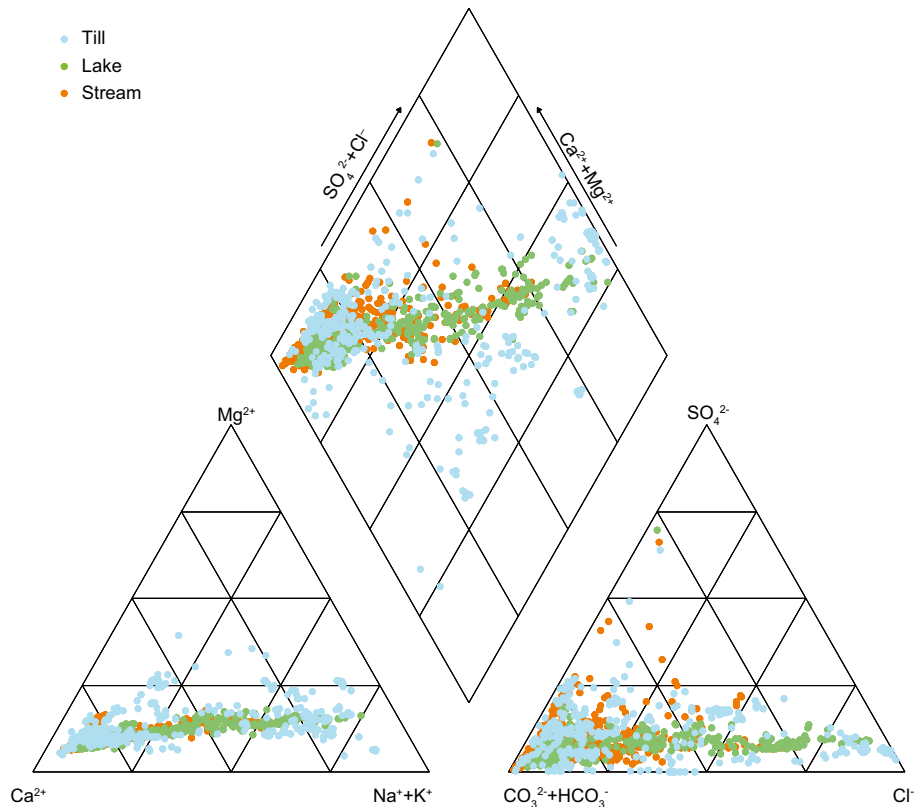 Till
Lake
Stream
SO₄²⁻+Cl⁻
Ca²⁺+Mg²⁺
Mg²⁺
SO₄²⁻
Ca²⁺
Na⁺+K⁺
CO₃²⁻+HCO₃⁻
Cl⁻